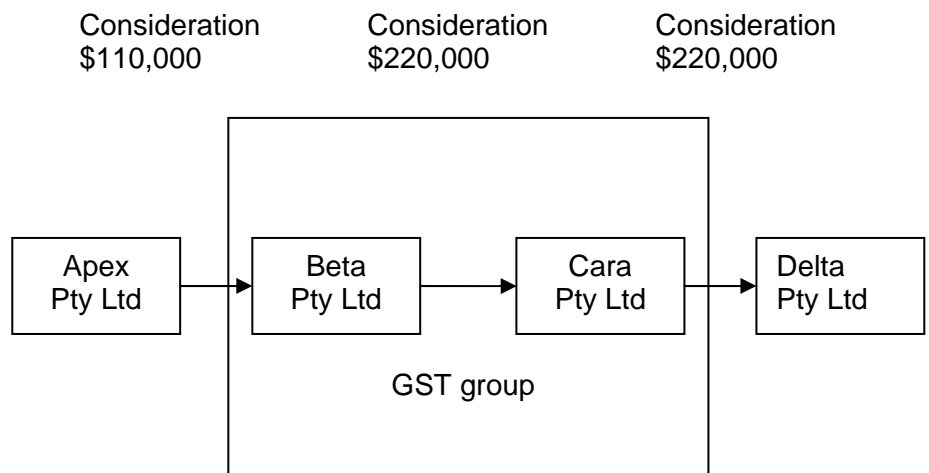 Consideration
$110,000
Consideration
$220,000
Consideration
$220,000
Apex
Pty Ltd
Beta
Pty Ltd
Cara
Pty Ltd
Delta
Pty Ltd
GST group